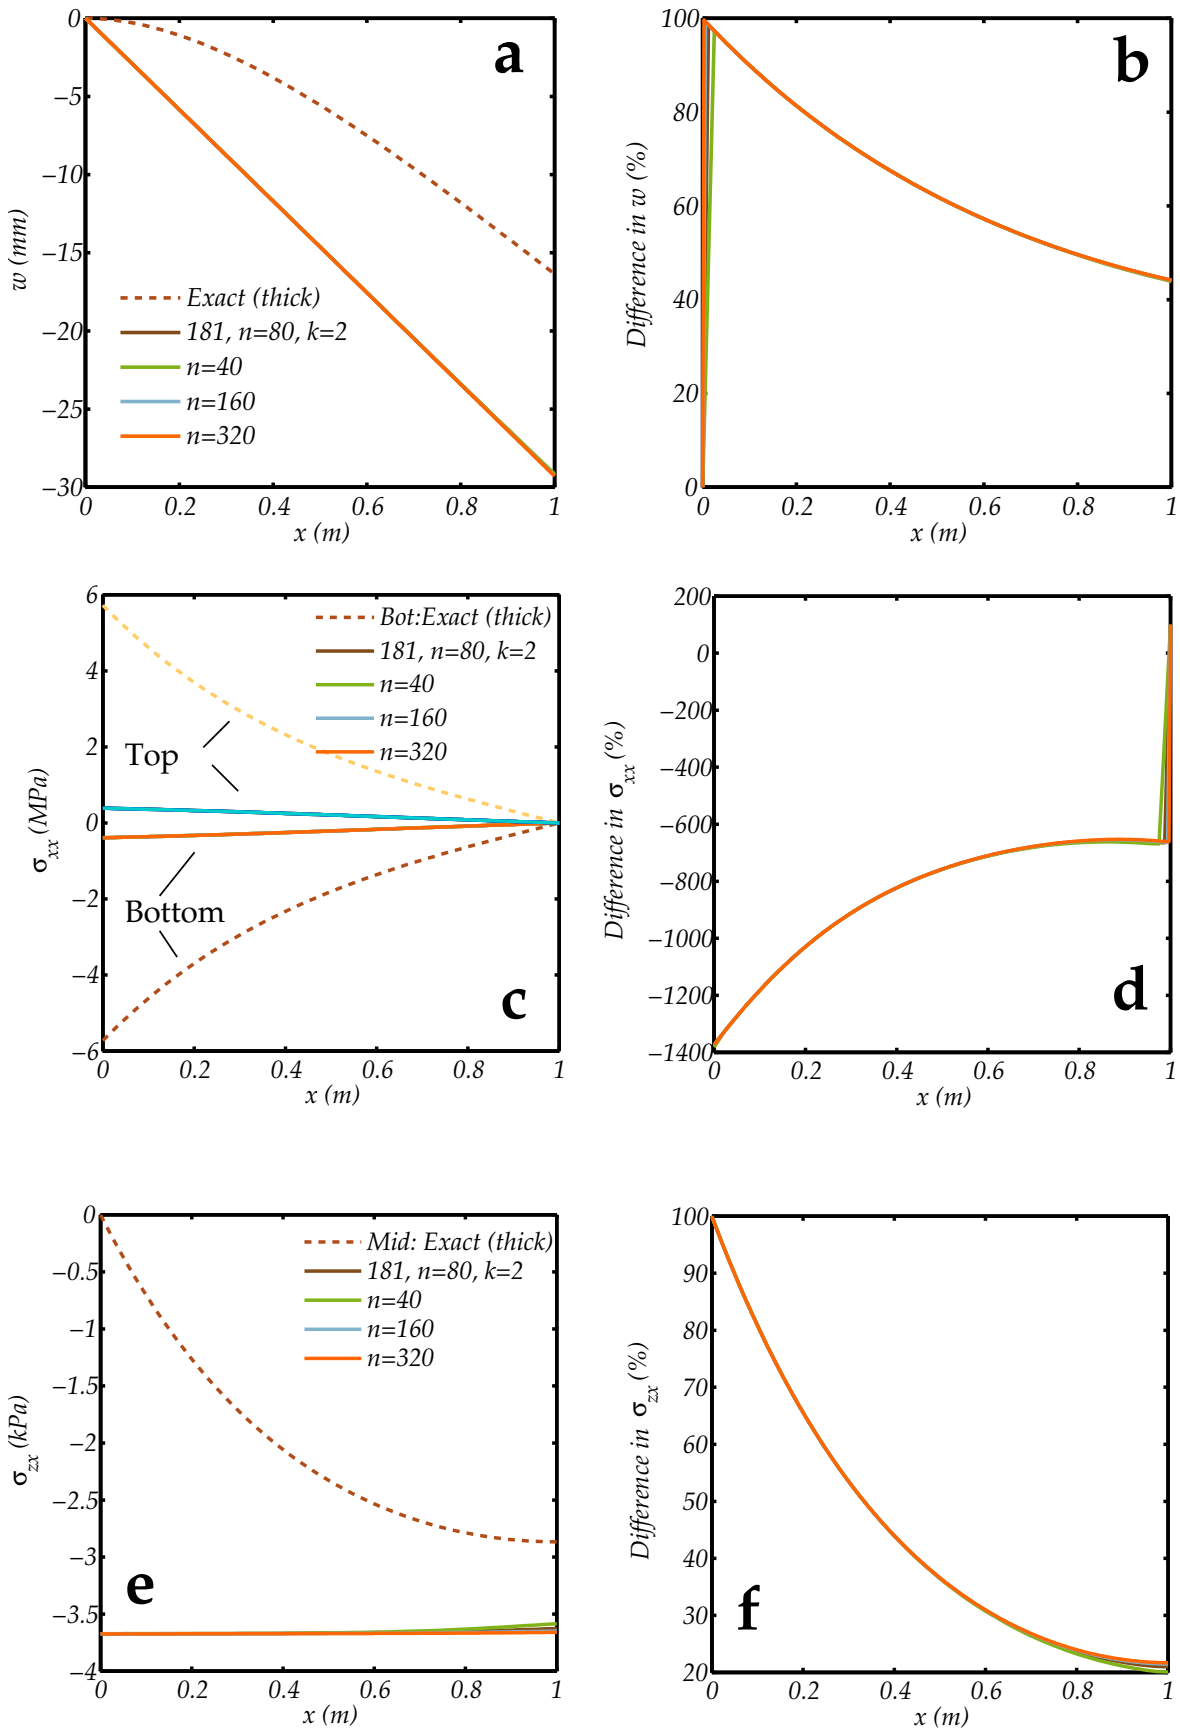 a
0
−5
−10
−15
−20
−25
−30
w (mm)
Exact (thick)
181, n=80, k=2
n=40
n=160
n=320
0 0.2 0.4 0.6 0.8 1
x (m)
b
100
80
60
40
20
0
Difference in w (%)
0 0.2 0.4 0.6 0.8 1
x (m)
c
6
4
2
0
−2
−4
−6
σxx (MPa)
Bot:Exact (thick)
181, n=80, k=2
n=40
n=160
n=320
Top
Bottom
0 0.2 0.4 0.6 0.8 1
x (m)
d
200
0
−200
−400
−600
−800
−1000
−1200
−1400
Difference in σxx (%)
0 0.2 0.4 0.6 0.8 1
x (m)
e
0
−0.5
−1
−1.5
−2
−2.5
−3
−3.5
−4
σzx (kPa)
Mid: Exact (thick)
181, n=80, k=2
n=40
n=160
n=320
0 0.2 0.4 0.6 0.8 1
x (m)
f
100
90
80
70
60
50
40
30
20
Difference in σzx (%)
0 0.2 0.4 0.6 0.8 1
x (m)